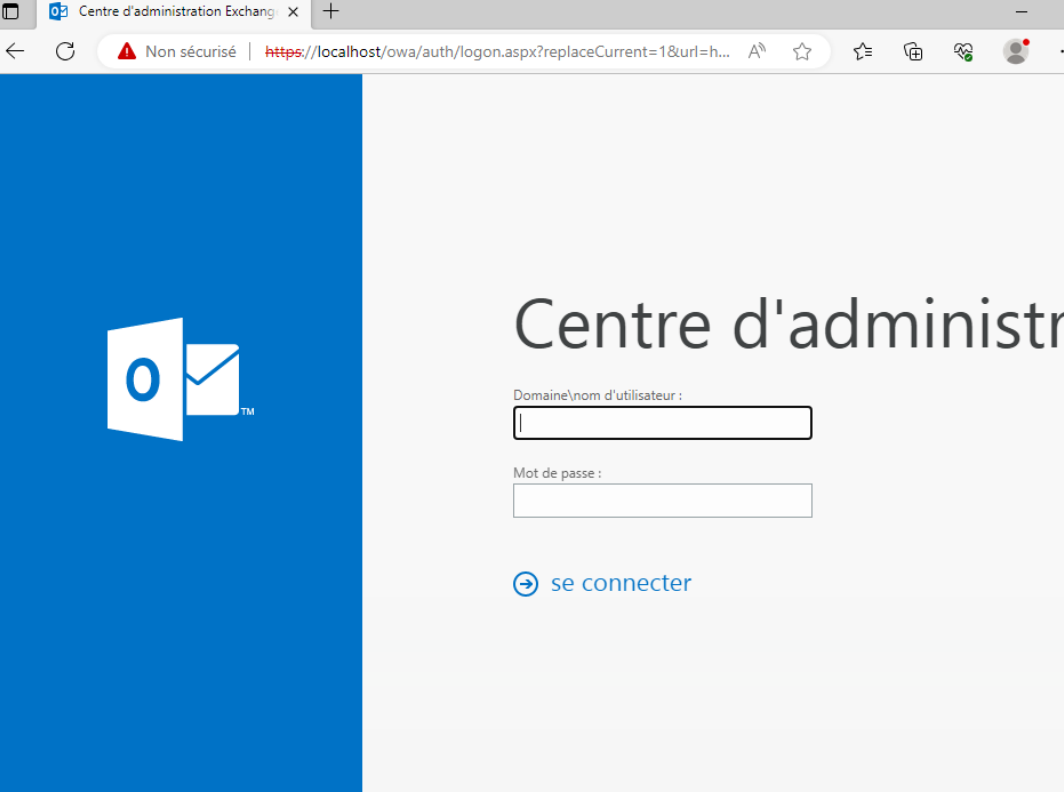 Centre d'administration Exchang
Non sécurisé
https://localhost/owa/auth/logon.aspx?replaceCurrent=1&url=h...
A
O
TM
Centre d'administr
Domaine\nom d'utilisateur :
Mot de passe :
se connecter